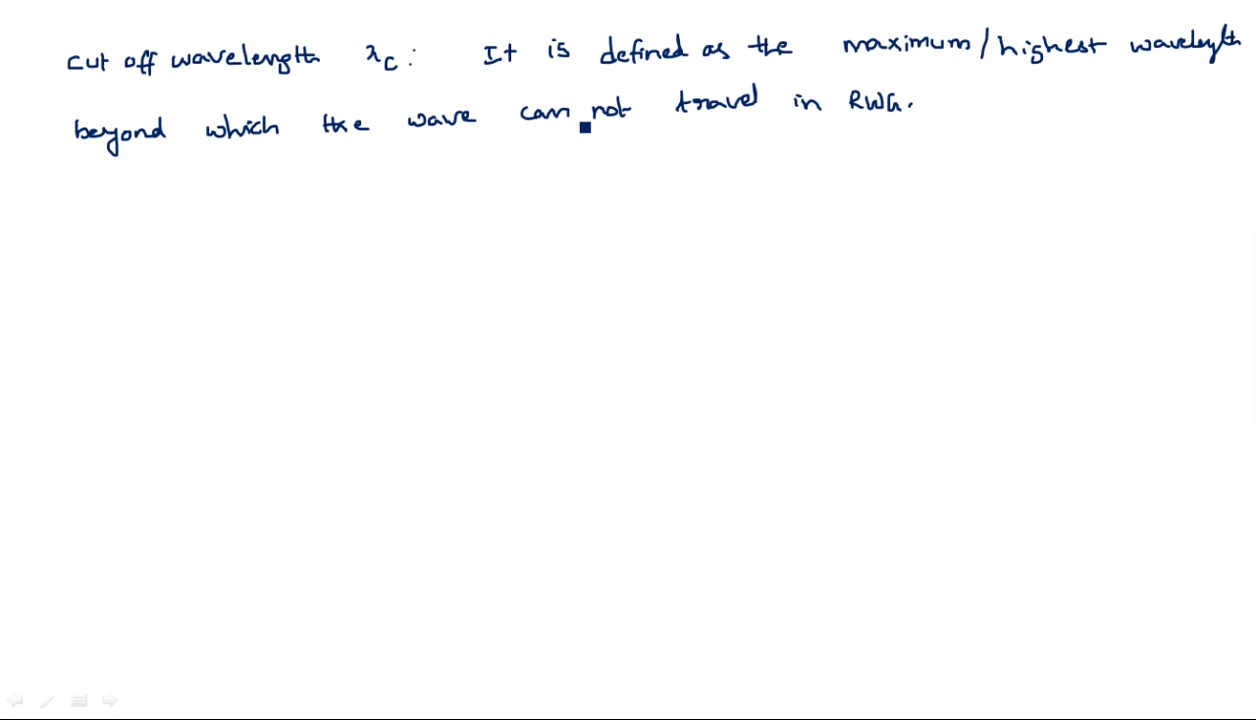 cut off wavelength λc: It is defined as the maximum/highest wavelength
beyond which the wave can not travel in RWG.